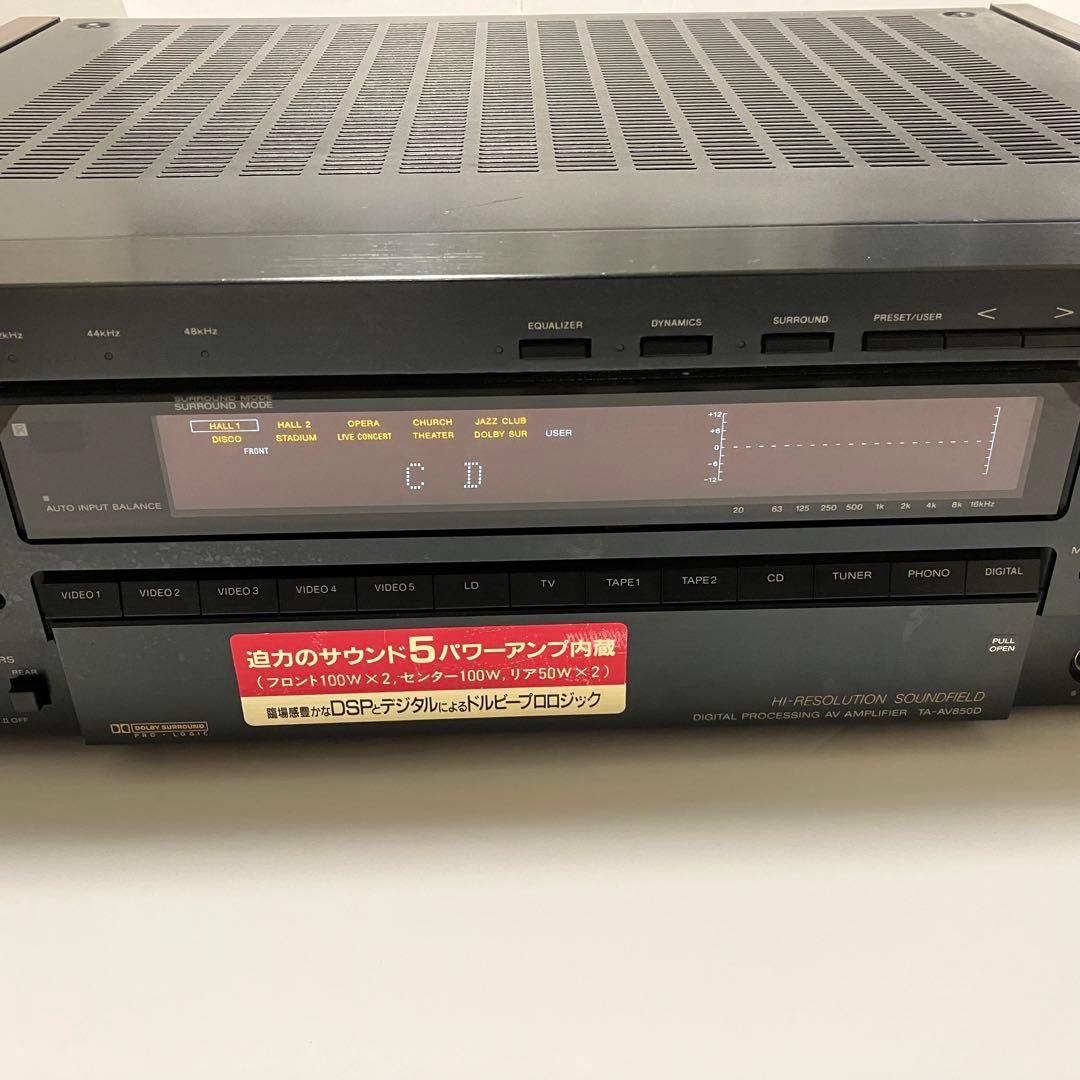 44kHz 48kHz EQUALIZER DYNAMICS SURROUND PRESET/USER < >
SURROUND MODE
HALL 1 HALL 2 OPERA CHURCH JAZZ CLUB
DISCO STADIUM LIVE CONCERT THEATER DOLBY SUR USER
FRONT
C D
+12
+6
0
-6
-12
20 63 125 250 500 1k 2k 4k 8k 16kHz
AUTO INPUT BALANCE
VIDEO 1 VIDEO 2 VIDEO 3 VIDEO 4 VIDEO 5 LD TV TAPE1 TAPE2 CD TUNER PHONO DIGITAL
PULL
OPEN
REAR
OFF
迫力のサウンド5パワーアンプ内蔵
(フロント100W×2,センター100W,リア50W×2)
臨場感豊かなDSPとデジタルによるドルビープロロジック
DOLBY SURROUND
PRO・LOGIC
HI-RESOLUTION SOUNDFIELD
DIGITAL PROCESSING AV AMPLIFIER TA-AV850D